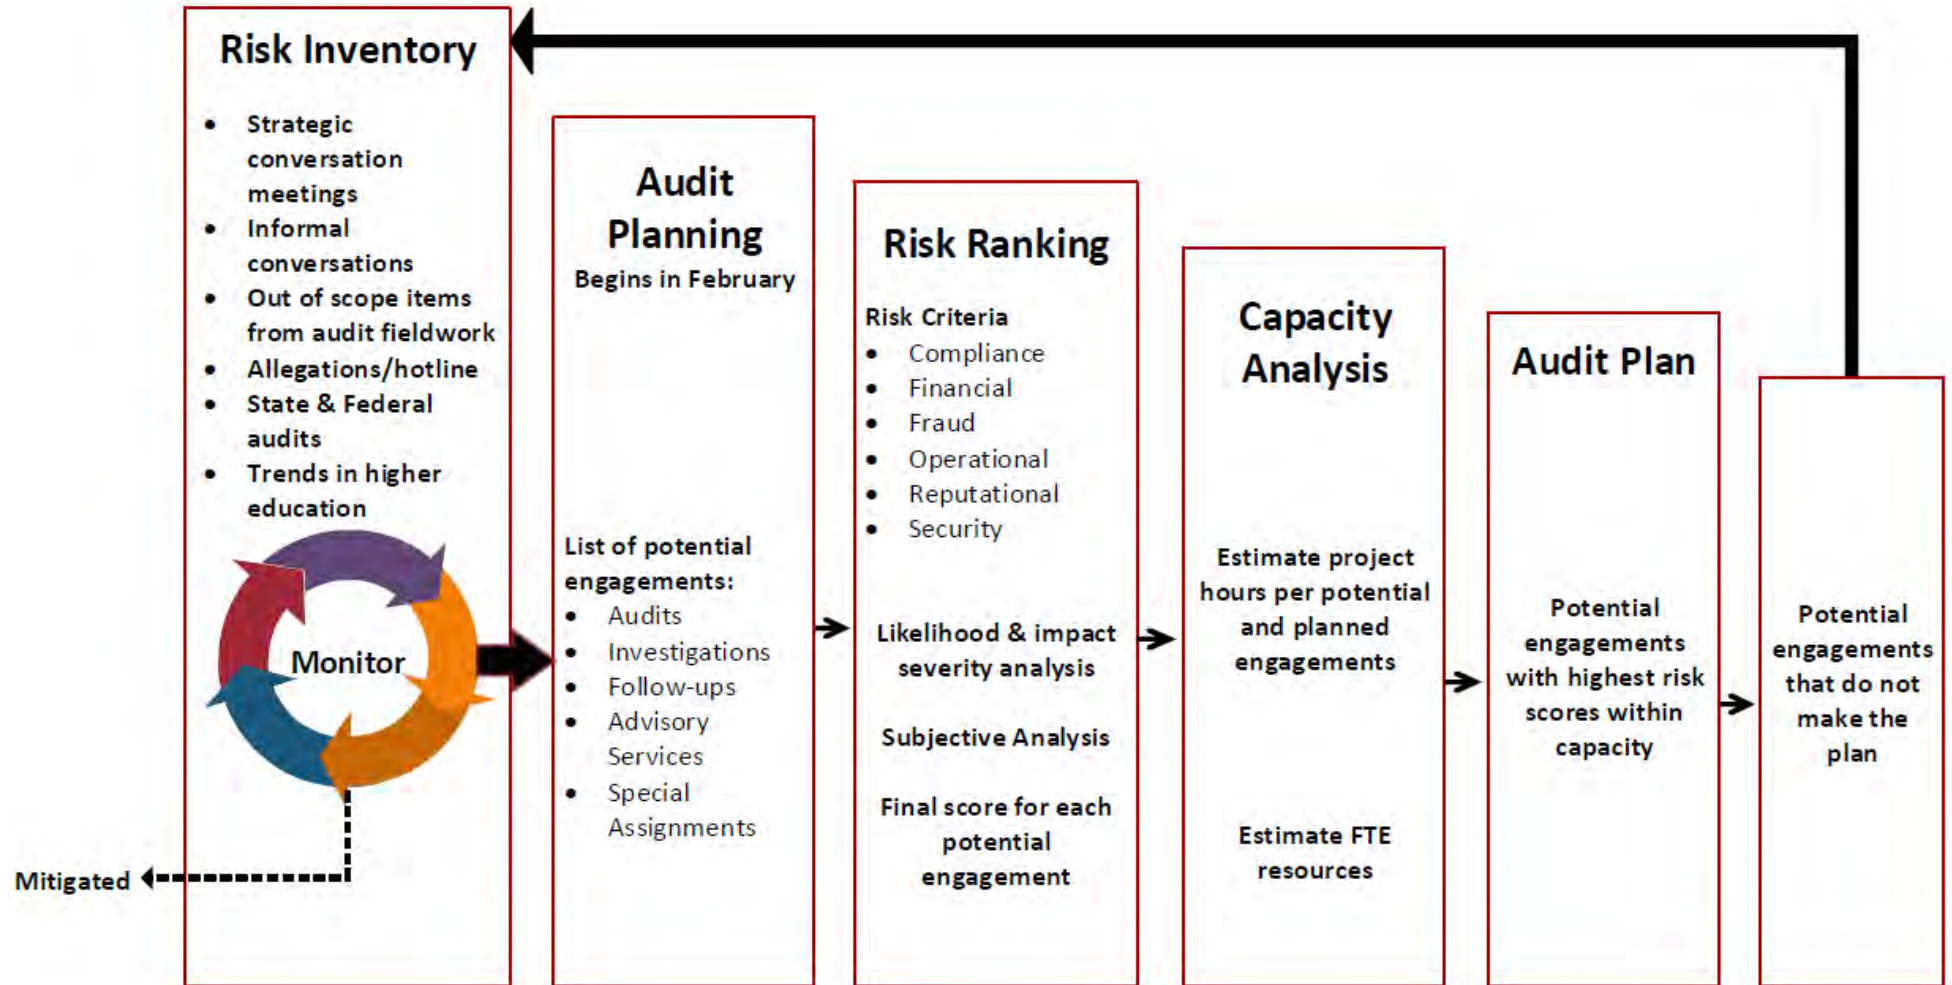 Risk Inventory
• Strategic
conversation
meetings
• Informal
conversations
• Out of scope items
from audit fieldwork
• Allegations/hotline
• State & Federal
audits
• Trends in higher
education
Monitor
Mitigated
Audit
Planning
Begins in February
List of potential
engagements:
• Audits
• Investigations
• Follow-ups
• Advisory
Services
• Special
Assignments
Risk Ranking
Risk Criteria
• Compliance
• Financial
• Fraud
• Operational
• Reputational
• Security
Likelihood & impact
severity analysis
Subjective Analysis
Final score for each
potential
engagement
Capacity
Analysis
Estimate project
hours per potential
and planned
engagements
Estimate FTE
resources
Audit Plan
Potential
engagements
with highest risk
scores within
capacity
Potential
engagements
that do not
make the
plan